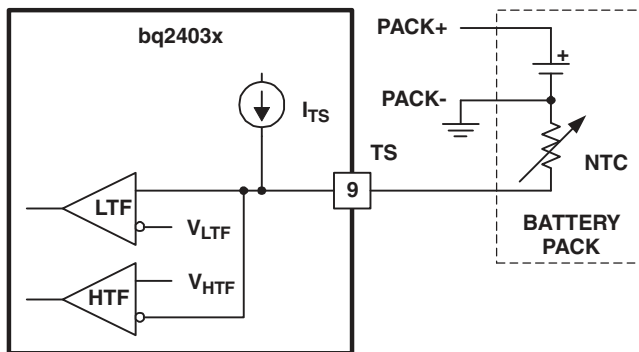 bq2403x
PACK+
+
PACK-
I_TS
TS
NTC
9
LTF
V_LTF
BATTERY
PACK
V_HTF
HTF